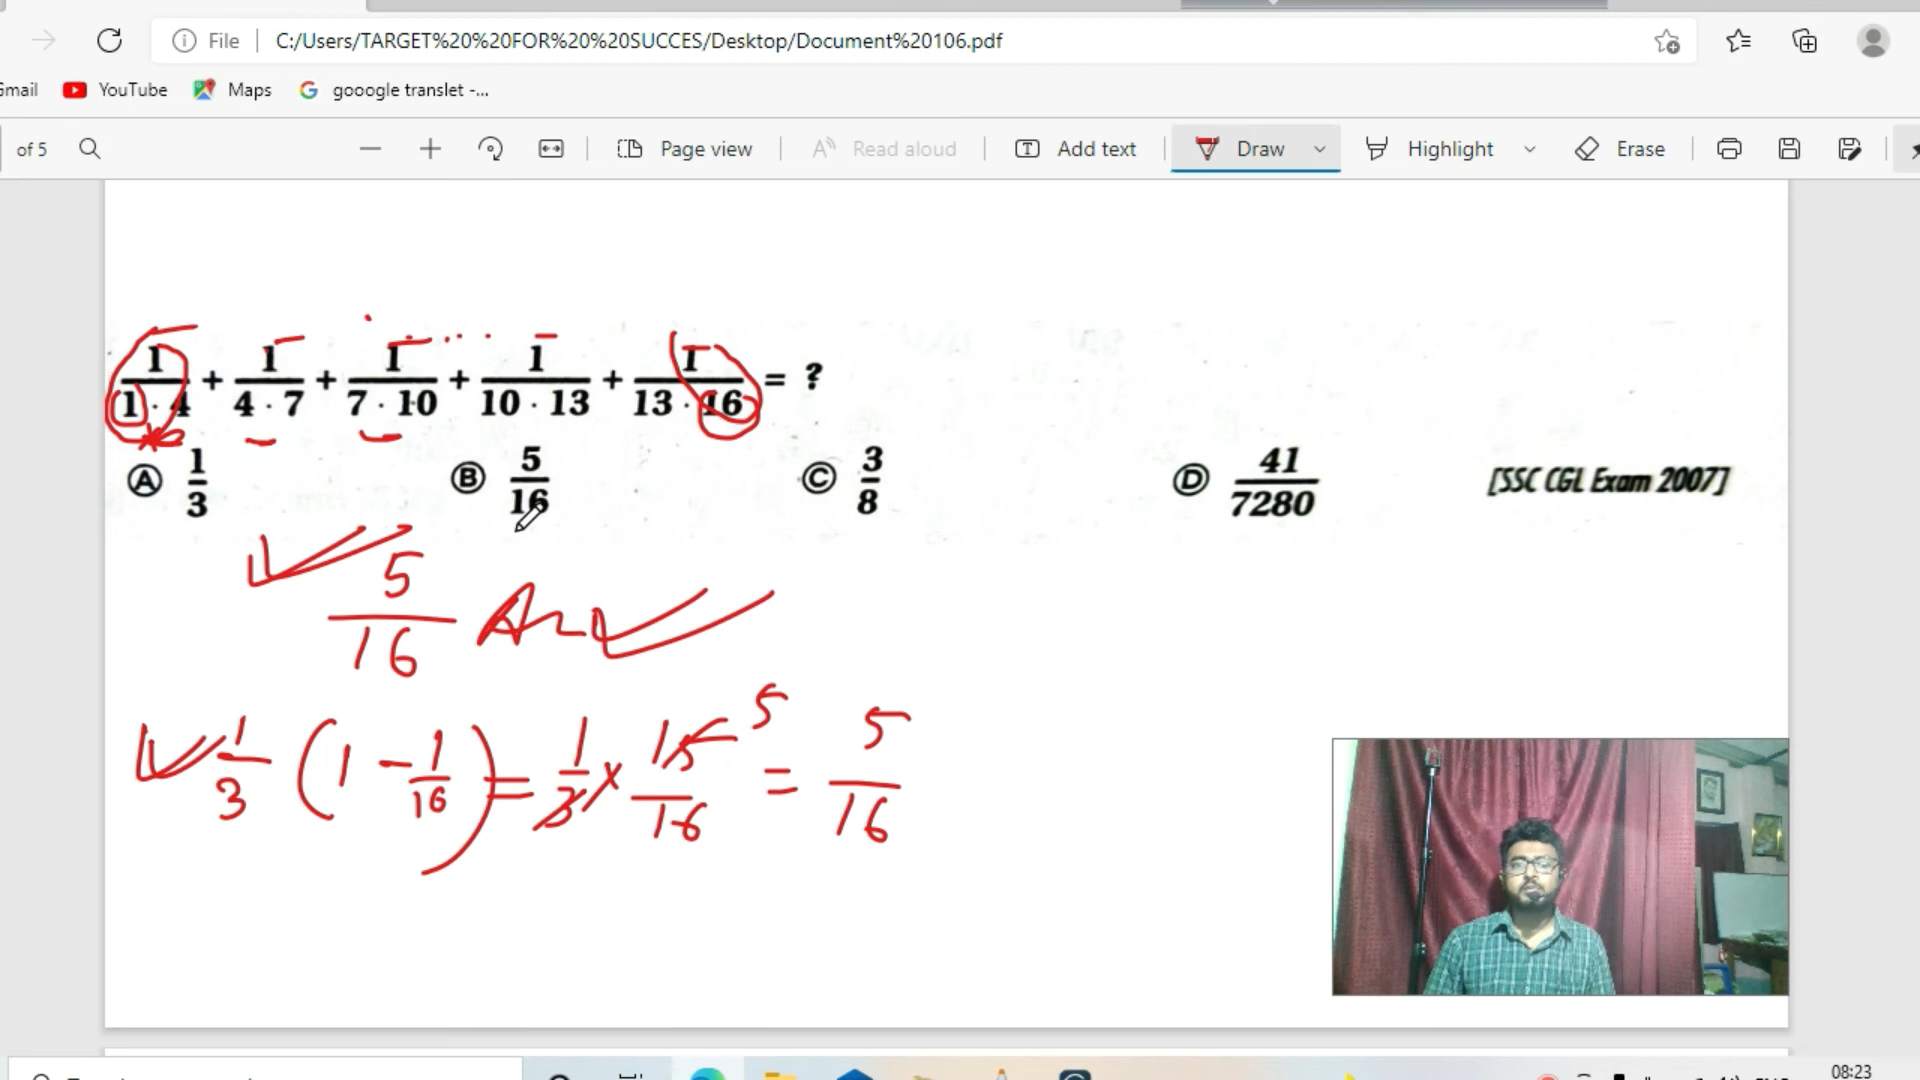 File C:/Users/TARGET%20%20FOR%20%20SUCCES/Desktop/Document%20106.pdf
Gmail YouTube Maps gooogle translet -...
of 5 Page view Read aloud Add text Draw Highlight Erase
1/(1 · 4) + 1/(4 · 7) + 1/(7 · 10) + 1/(10 · 13) + 1/(13 · 16) = ?
Ⓐ 1/3 Ⓑ 5/16 Ⓒ 3/8 Ⓓ 41/7280 [SSC CGL Exam 2007]
5/16 An
1/3 (1 - 1/16) = 1/3 × 15/16 5 = 5/16
08:23